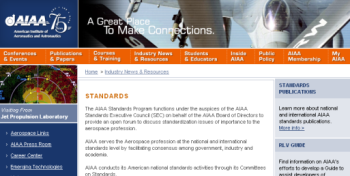 AIAA 75
American Institute of
Aeronautics and Astronautics
A Great Place
To Make Connections.
Conferences & Events
Publications & Papers
Courses & Training
Industry News & Resources
Students & Educators
Inside AIAA
Public Policy
AIAA Membership
My AIAA
Home > Industry News & Resources
STANDARDS
The AIAA Standards Program functions under the auspices of the AIAA
Standards Executive Council (SEC) on behalf of the AIAA Board of Directors to
provide an open forum to discuss standardization issues of importance to the
aerospace profession.
AIAA serves the Aerospace profession at the national and international
standards level by facilitating consensus among government, industry and
academia.
AIAA conducts its American national standards activities through its Committees
on Standards.
Visiting From
Jet Propulsion Laboratory
Aerospace Links
AIAA Press Room
Career Center
Emerging Technologies
STANDARDS
PUBLICATIONS
Learn more about national
and international AIAA
standards publications.
More info »
RLV GUIDE
Find information on AIAA's
efforts to develop a Guide to